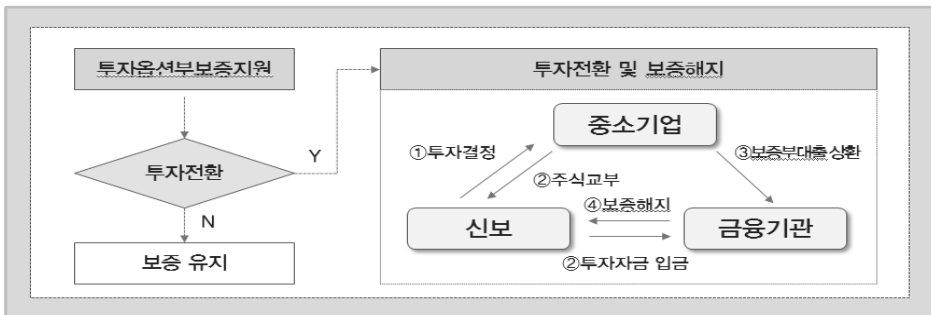 투자옵션부보증지원
투자전환
Y
N
보증 유지
투자전환 및 보증해지
중소기업
①투자결정
②주식교부
③보증부대출상환
④보증해지
신보
금융기관
②투자자금 입금